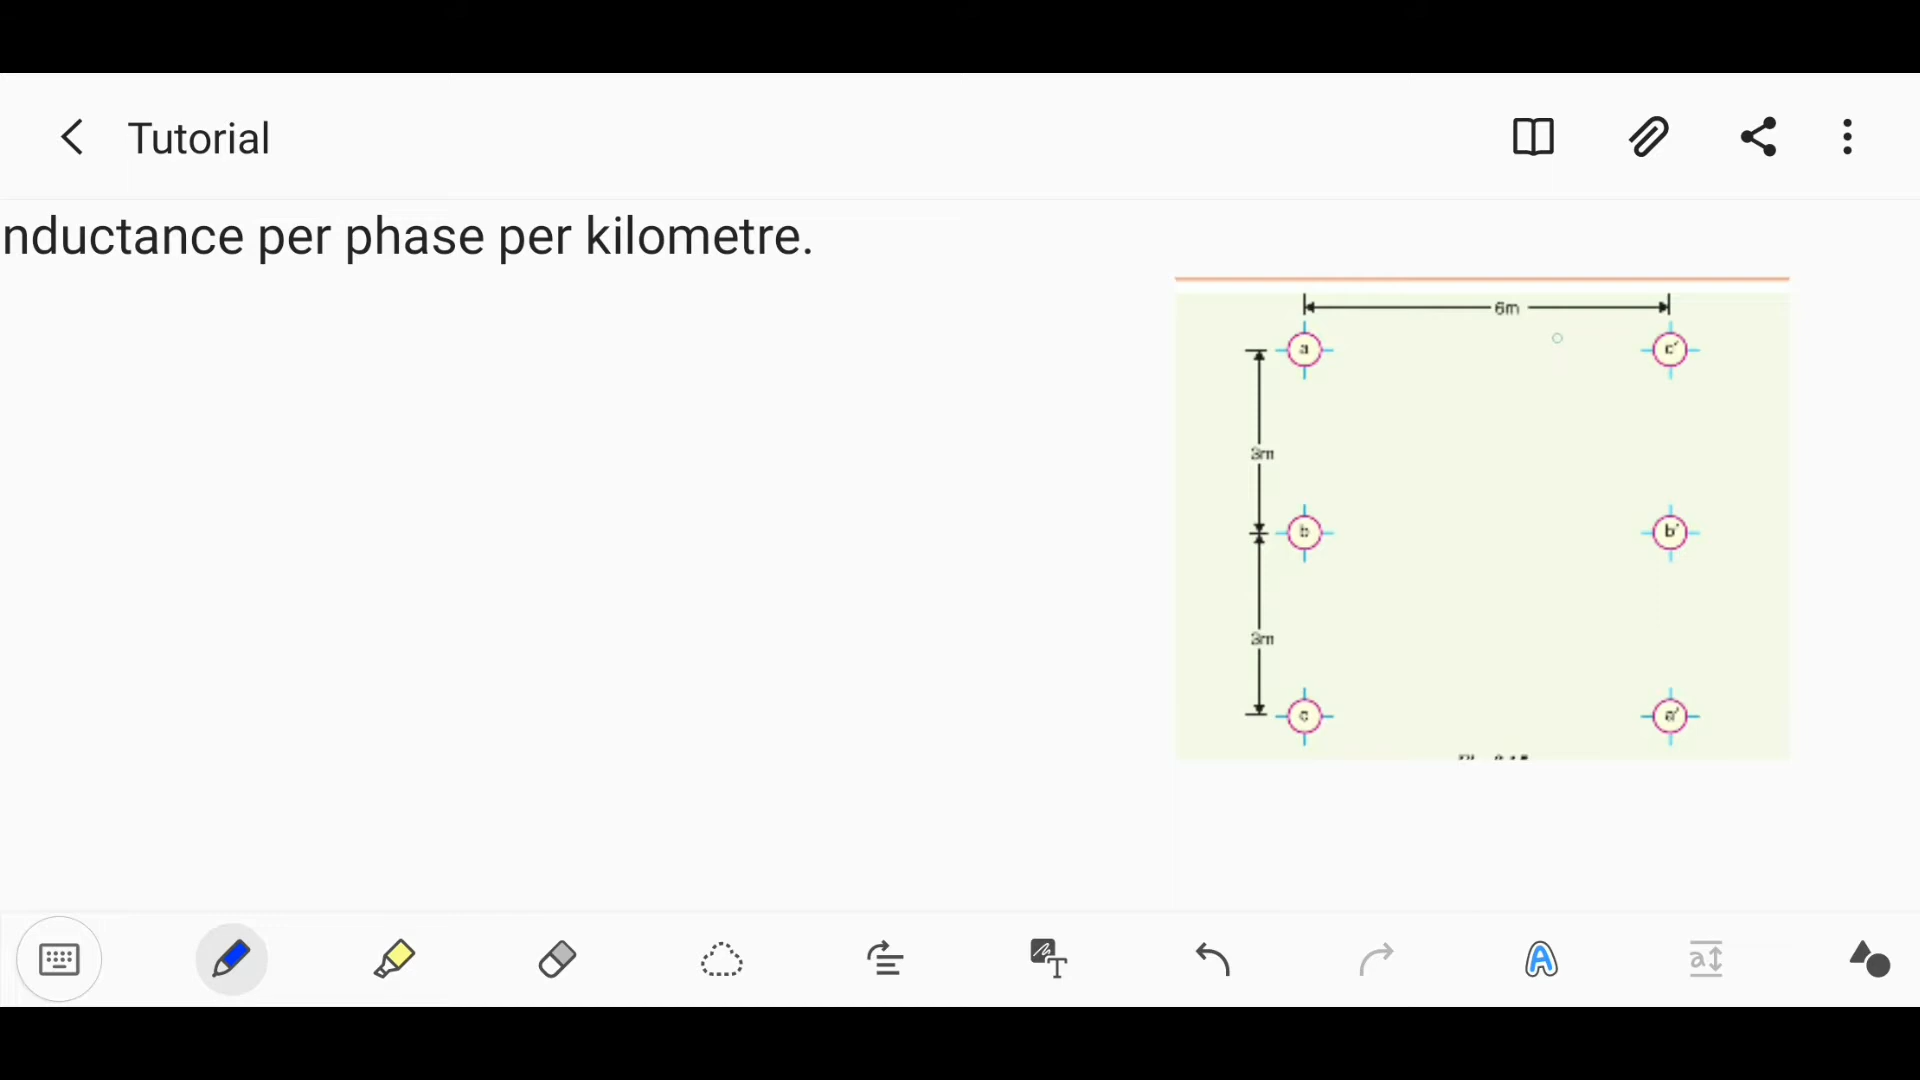 Tutorial
nductance per phase per kilometre.
6m
a c'
3m
b b'
3m
c a'